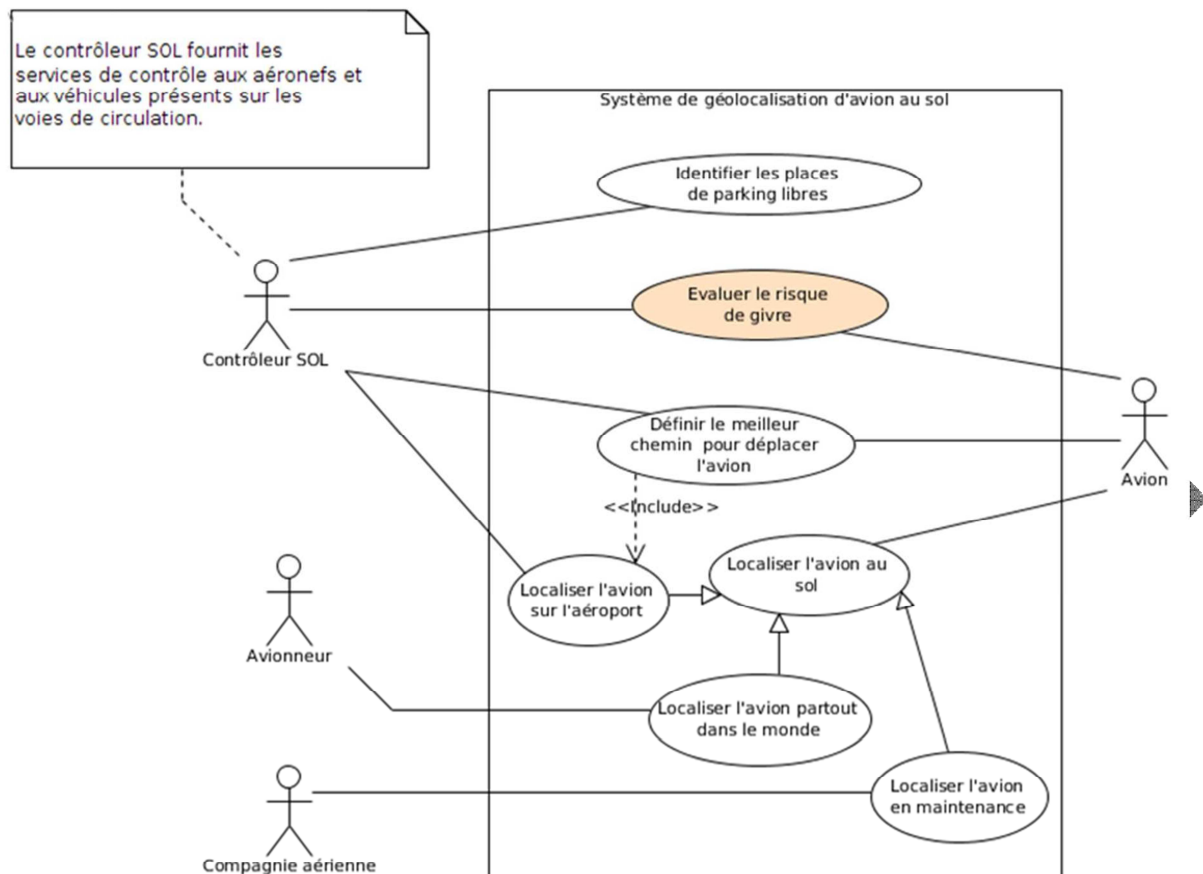 Le contrôleur SOL fournit les
services de contrôle aux aéronefs et
aux véhicules présents sur les
voies de circulation.
Système de géolocalisation d'avion au sol
Identifier les places
de parking libres
Evaluer le risque
de givre
Contrôleur SOL
Définir le meilleur
chemin pour déplacer
l'avion
Avion
<<Include>>
Localiser l'avion au
sol
Localiser l'avion
sur l'aéroport
Avionneur
Localiser l'avion partout
dans le monde
Localiser l'avion
en maintenance
Compagnie aérienne